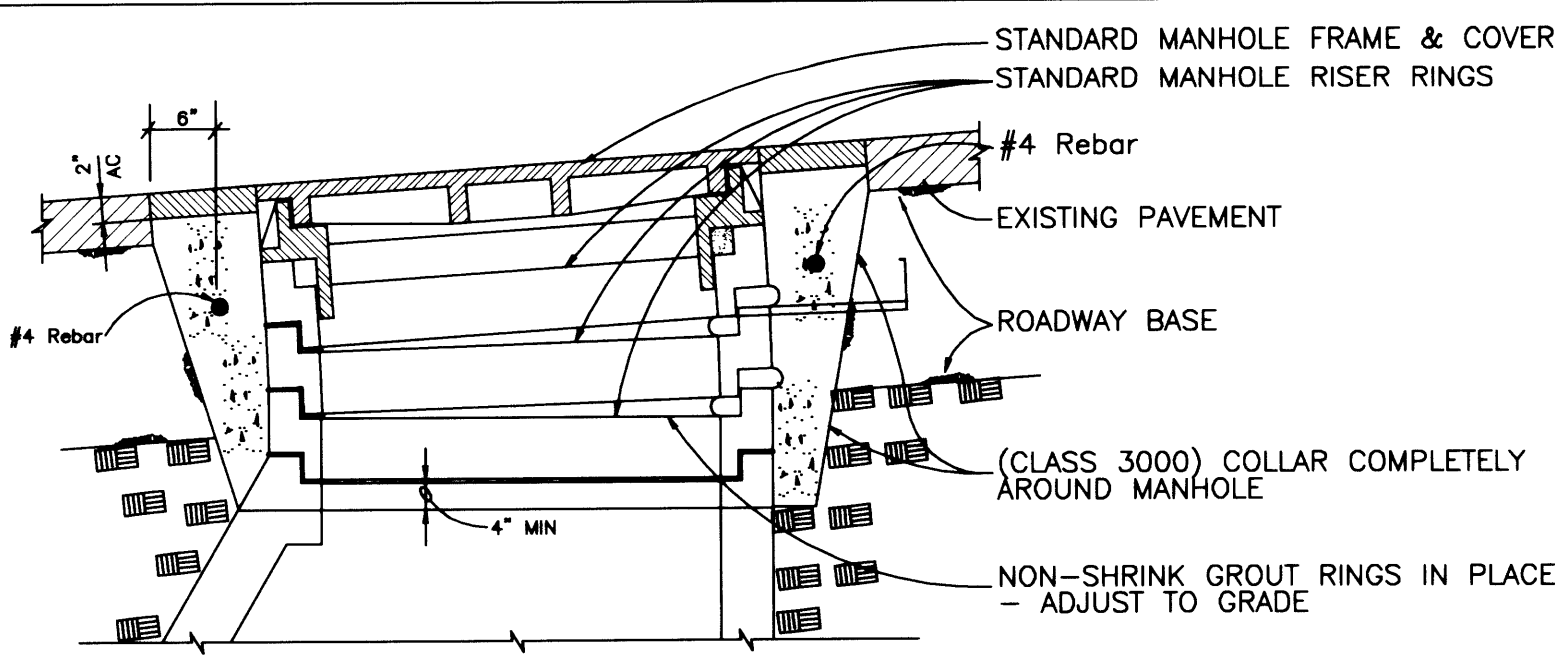 STANDARD MANHOLE FRAME & COVER
STANDARD MANHOLE RISER RINGS
6"
2"
AC
#4 Rebar
EXISTING PAVEMENT
ROADWAY BASE
#4 Rebar
(CLASS 3000) COLLAR COMPLETELY
AROUND MANHOLE
4" MIN
NON-SHRINK GROUT RINGS IN PLACE
- ADJUST TO GRADE